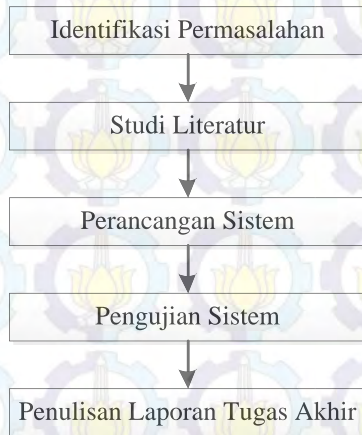 Identifikasi Permasalahan
Studi Literatur
Perancangan Sistem
Pengujian Sistem
Penulisan Laporan Tugas Akhir